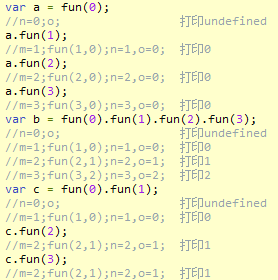 var a = fun(0);
//n=0;o; 打印undefined
a.fun(1);
//m=1;fun(1,0);n=1,o=0; 打印0
a.fun(2);
//m=2;fun(2,0);n=2,o=0; 打印0
a.fun(3);
//m=3;fun(3,0);n=3,o=0; 打印0
var b = fun(0).fun(1).fun(2).fun(3);
//n=0;o; 打印undefined
//m=1;fun(1,0);n=1,o=0; 打印0
//m=2;fun(2,1);n=2,o=1; 打印1
//m=3;fun(3,2);n=3,o=2; 打印2
var c = fun(0).fun(1);
//n=0;o; 打印undefined
//m=1;fun(1,0);n=1,o=0; 打印0
c.fun(2);
//m=2;fun(2,1);n=2,o=1; 打印1
c.fun(3);
//m=2;fun(2,1);n=2,o=1; 打印1